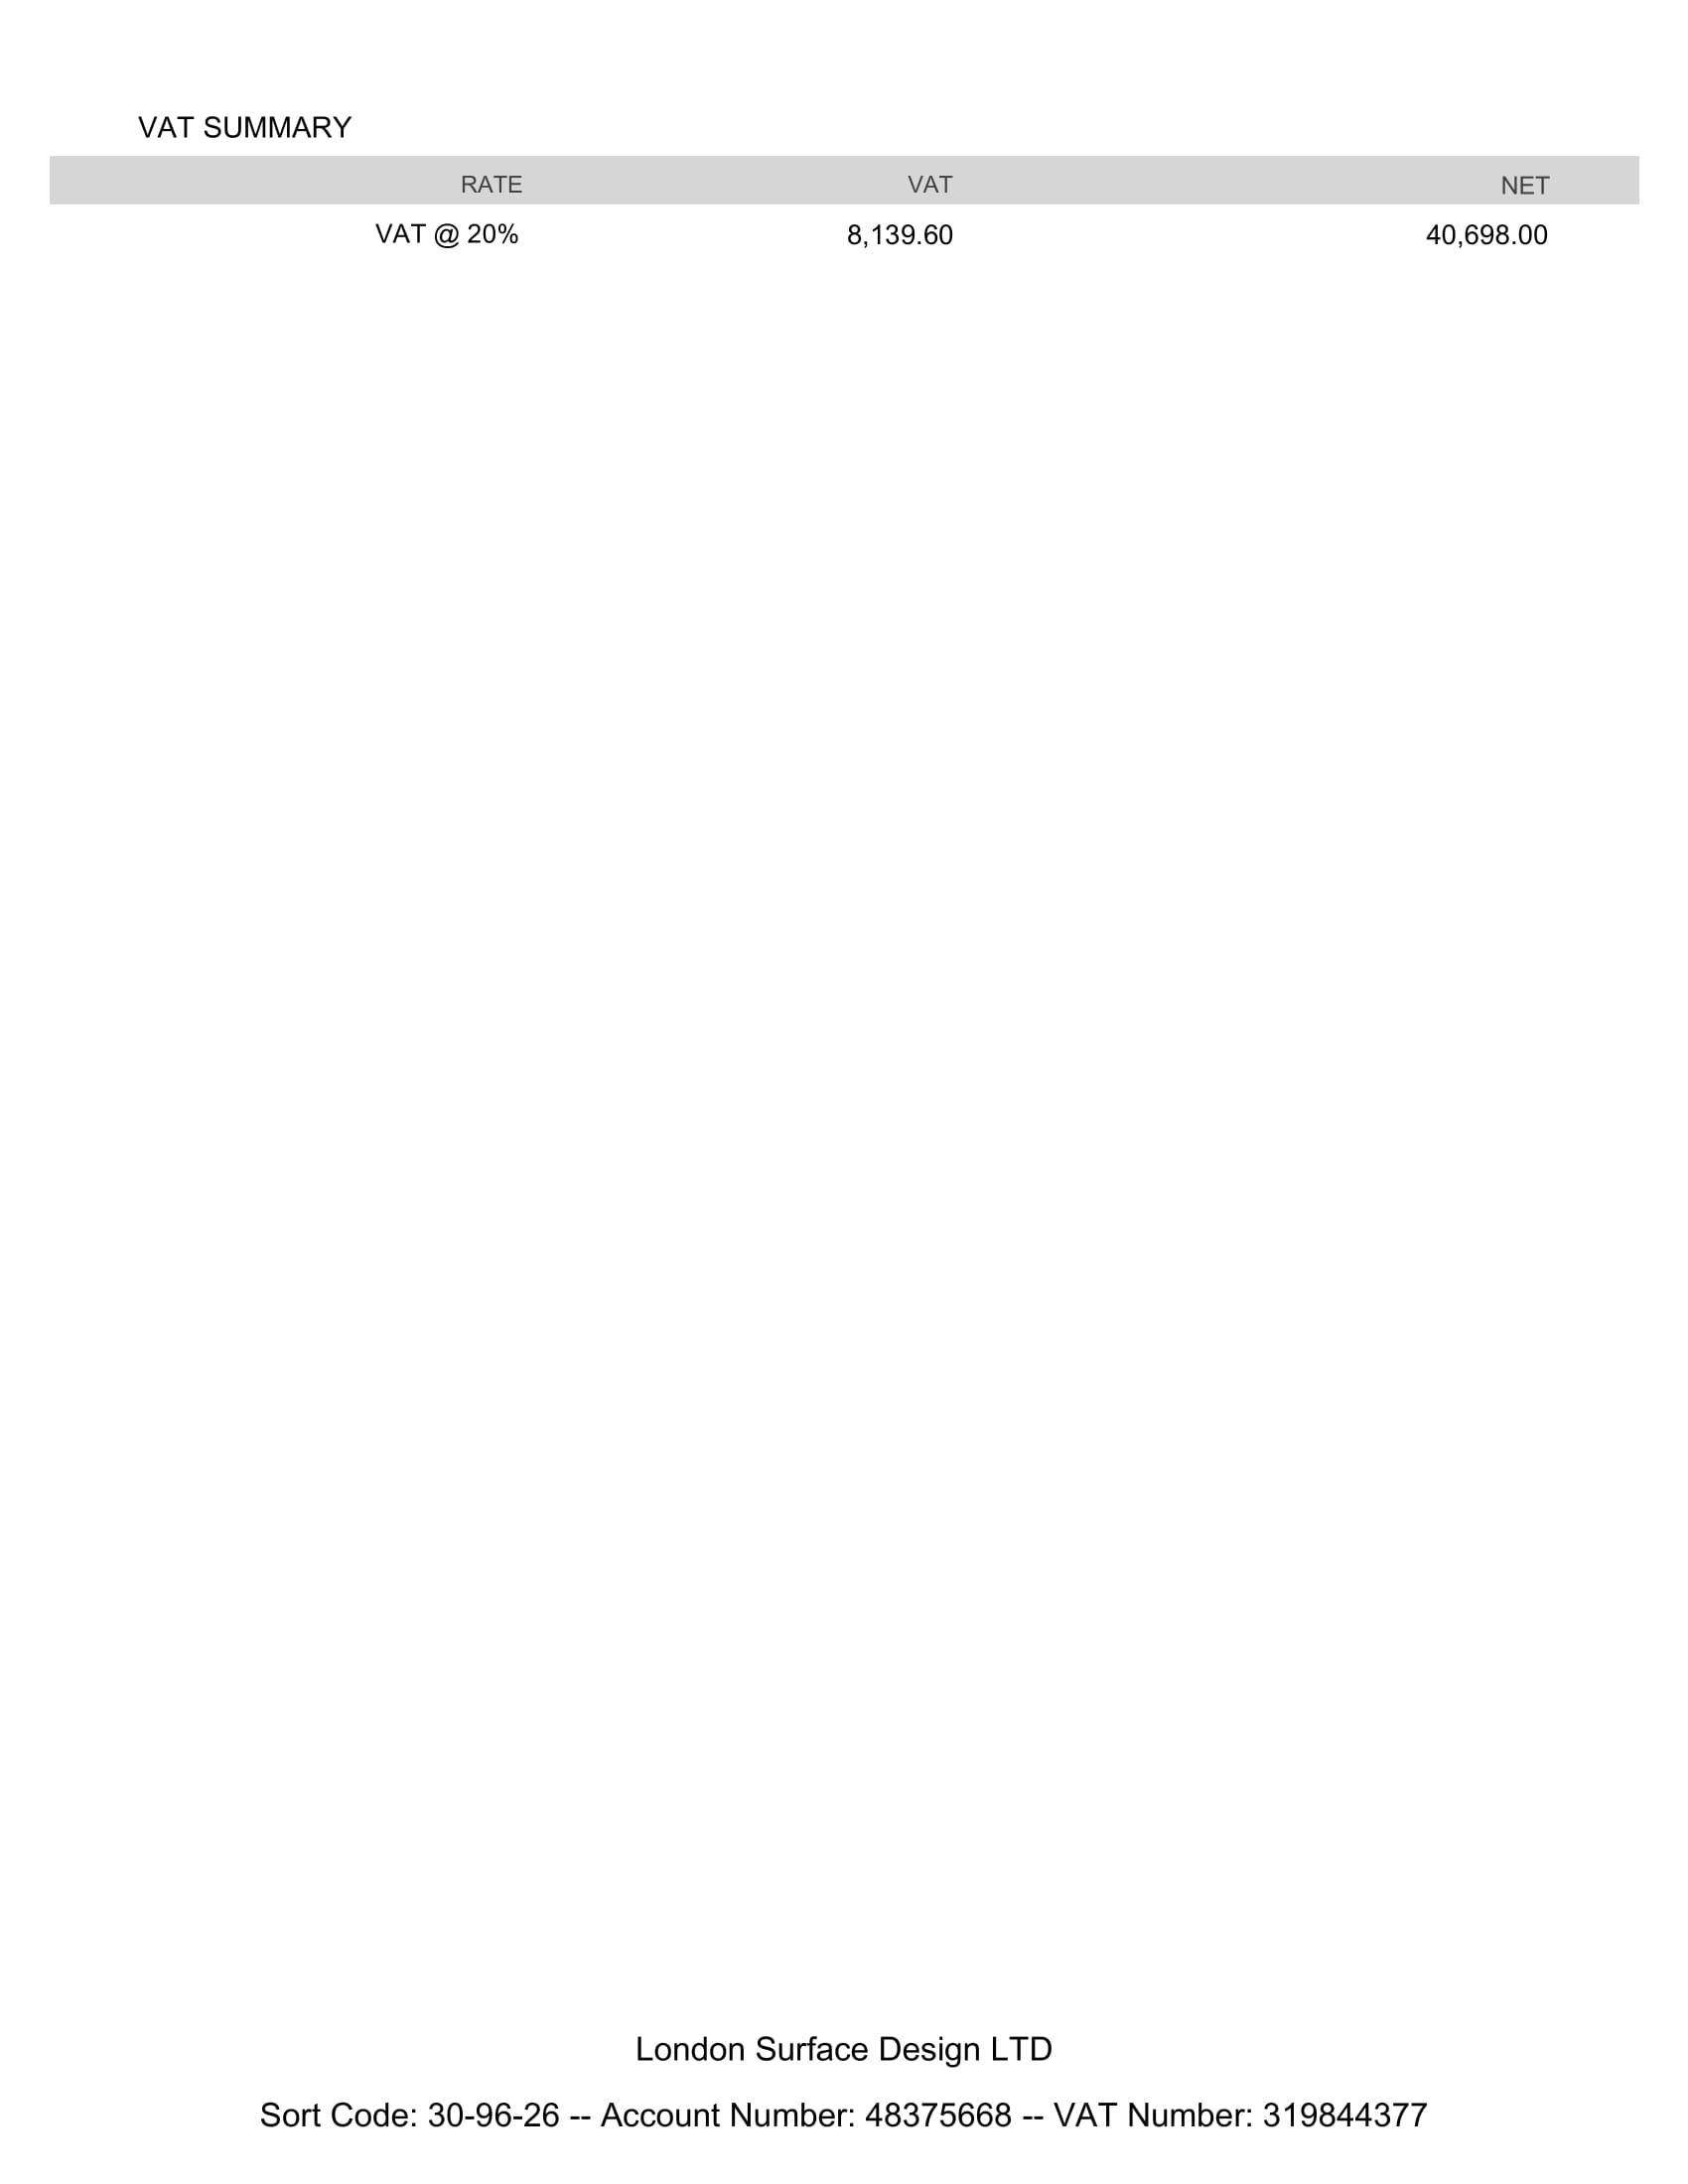 VAT SUMMARY
RATE VAT NET
VAT @ 20% 8,139.60 40,698.00
London Surface Design LTD
Sort Code: 30-96-26 -- Account Number: 48375668 -- VAT Number: 319844377